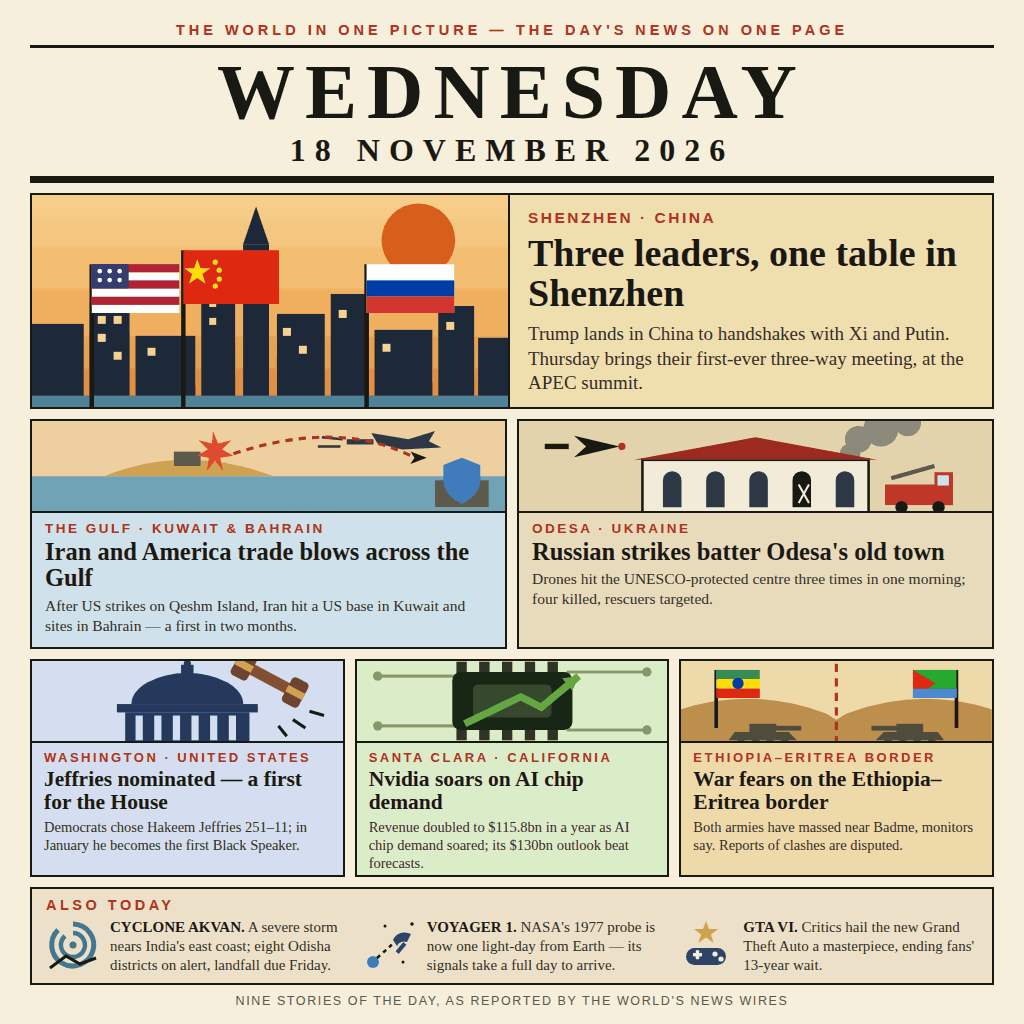 THE WORLD IN ONE PICTURE — THE DAY'S NEWS ON ONE PAGE
WEDNESDAY
18 NOVEMBER 2026
SHENZHEN · CHINA
Three leaders, one table in
Shenzhen
Trump lands in China to handshakes with Xi and Putin.
Thursday brings their first-ever three-way meeting, at the
APEC summit.
THE GULF · KUWAIT & BAHRAIN
Iran and America trade blows across the
Gulf
After US strikes on Qeshm Island, Iran hit a US base in Kuwait and
sites in Bahrain — a first in two months.
ODESA · UKRAINE
Russian strikes batter Odesa's old town
Drones hit the UNESCO-protected centre three times in one morning;
four killed, rescuers targeted.
WASHINGTON · UNITED STATES
Jeffries nominated — a first
for the House
Democrats chose Hakeem Jeffries 251–11; in
January he becomes the first Black Speaker.
SANTA CLARA · CALIFORNIA
Nvidia soars on AI chip
demand
Revenue doubled to $115.8bn in a year as AI
chip demand soared; its $130bn outlook beat
forecasts.
ETHIOPIA–ERITREA BORDER
War fears on the Ethiopia–
Eritrea border
Both armies have massed near Badme, monitors
say. Reports of clashes are disputed.
ALSO TODAY
CYCLONE AKVAN. A severe storm
nears India's east coast; eight Odisha
districts on alert, landfall due Friday.
VOYAGER 1. NASA's 1977 probe is
now one light-day from Earth — its
signals take a full day to arrive.
GTA VI. Critics hail the new Grand
Theft Auto a masterpiece, ending fans'
13-year wait.
NINE STORIES OF THE DAY, AS REPORTED BY THE WORLD'S NEWS WIRES